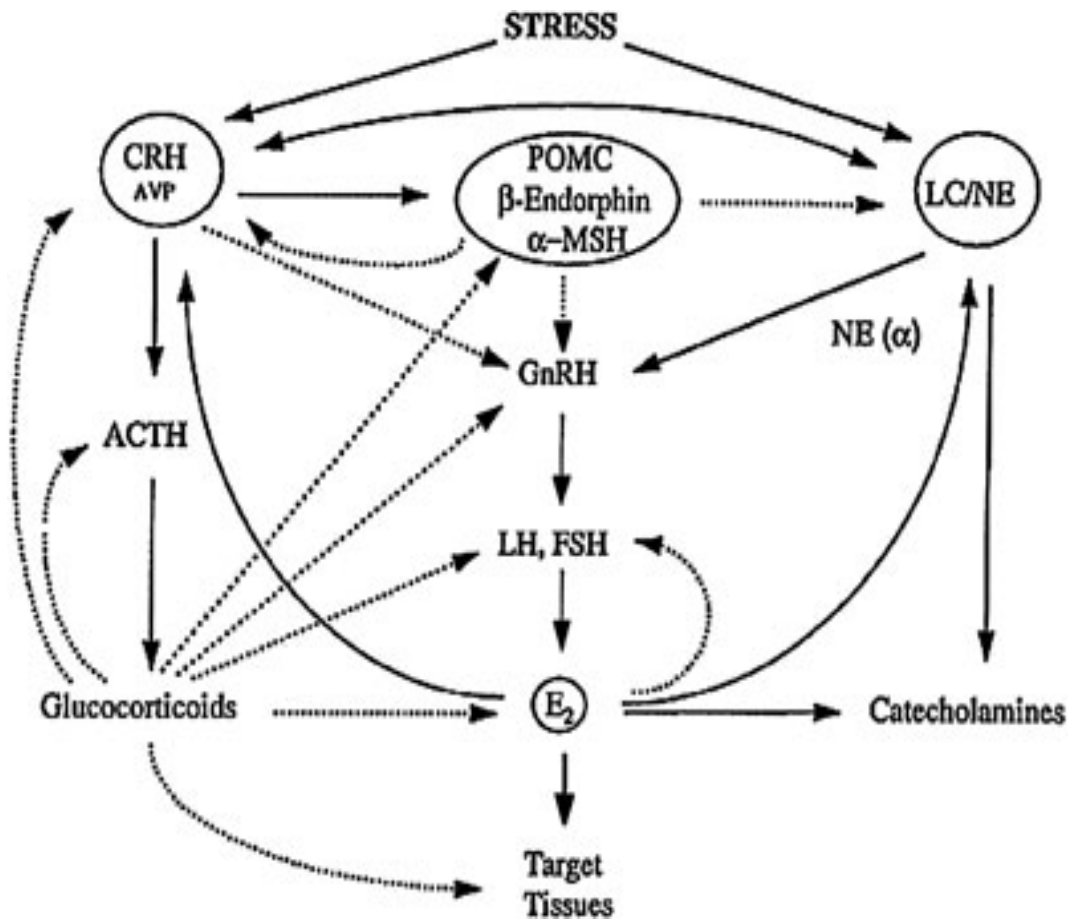 STRESS
CRH
AVP
POMC
β-Endorphin
α-MSH
LC/NE
NE (α)
GnRH
ACTH
LH, FSH
Glucocorticoids
E₂
Catecholamines
Target
Tissues